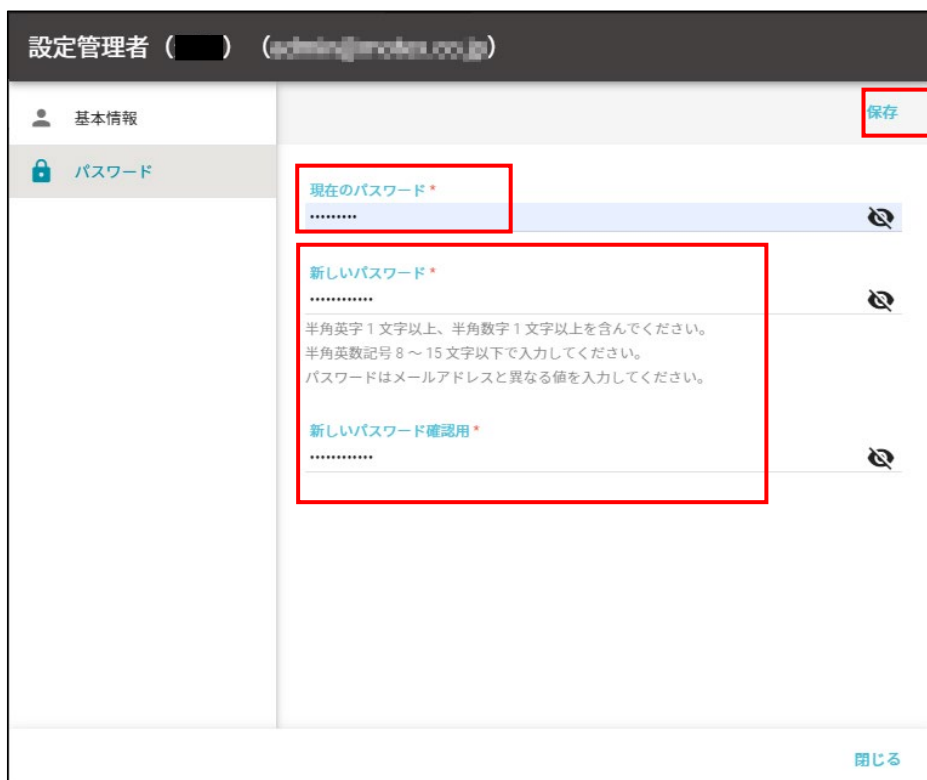 設定管理者（　　）（　　）
保存
基本情報
パスワード
現在のパスワード *
•••••••••
新しいパスワード *
••••••••••••
半角英字 1 文字以上、半角数字 1 文字以上を含んでください。
半角英数記号 8 ～ 15 文字以下で入力してください。
パスワードはメールアドレスと異なる値を入力してください。
新しいパスワード確認用 *
••••••••••••
閉じる